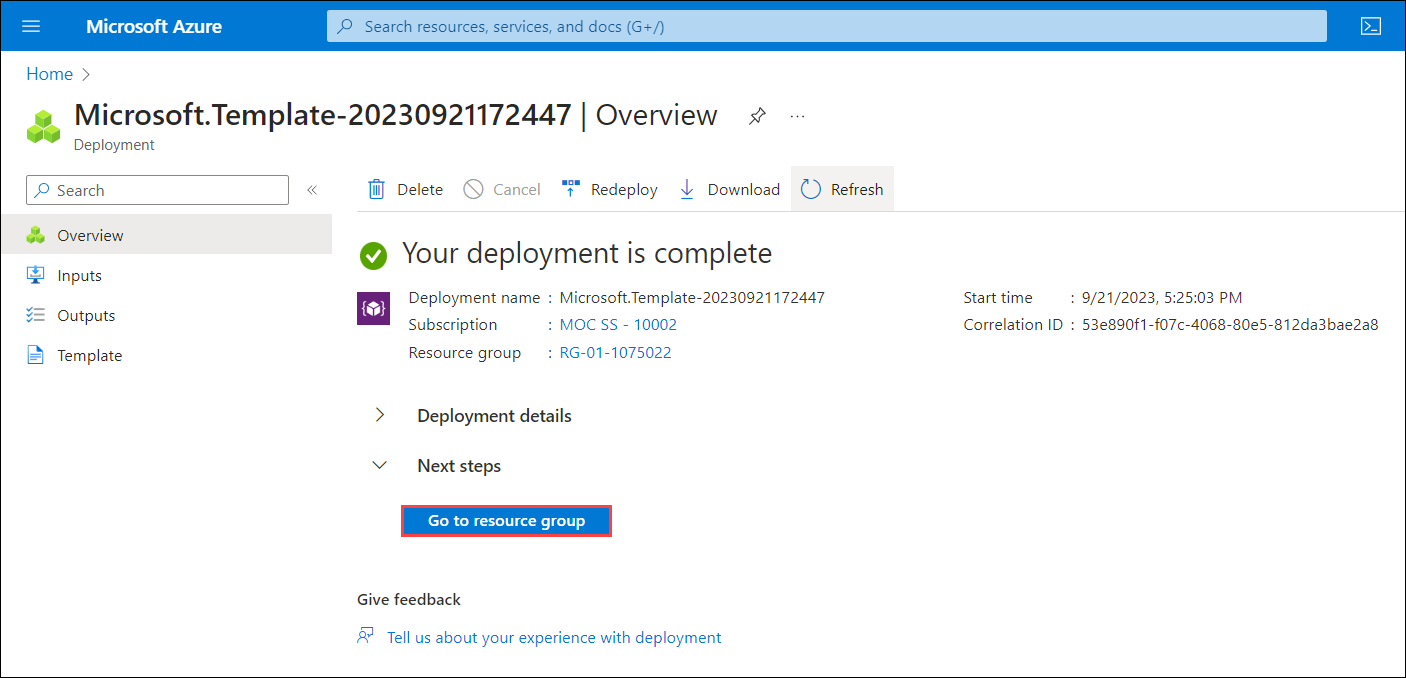 Microsoft Azure
Search resources, services, and docs (G+/)
Home
Microsoft.Template-20230921172447 | Overview
Deployment
Search
Delete
Cancel
Redeploy
Download
Refresh
Overview
Inputs
Outputs
Template
Your deployment is complete
Deployment name : Microsoft.Template-20230921172447
Subscription : MOC SS - 10002
Resource group : RG-01-1075022
Start time : 9/21/2023, 5:25:03 PM
Correlation ID : 53e890f1-f07c-4068-80e5-812da3bae2a8
Deployment details
Next steps
Go to resource group
Give feedback
Tell us about your experience with deployment